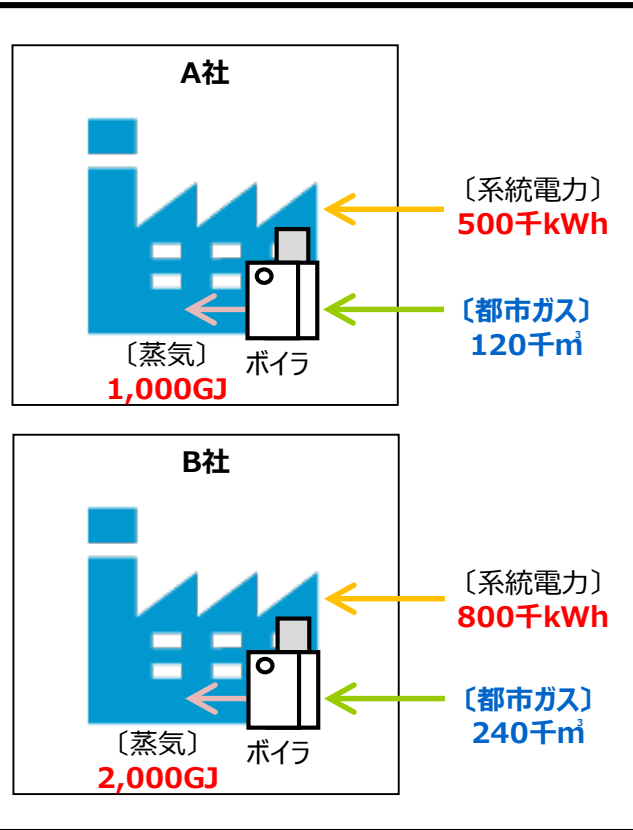 A社
〔系統電力〕
500千kWh
〔都市ガス〕
120千㎥
〔蒸気〕
1,000GJ
ボイラ
B社
〔系統電力〕
800千kWh
〔都市ガス〕
240千㎥
〔蒸気〕
2,000GJ
ボイラ